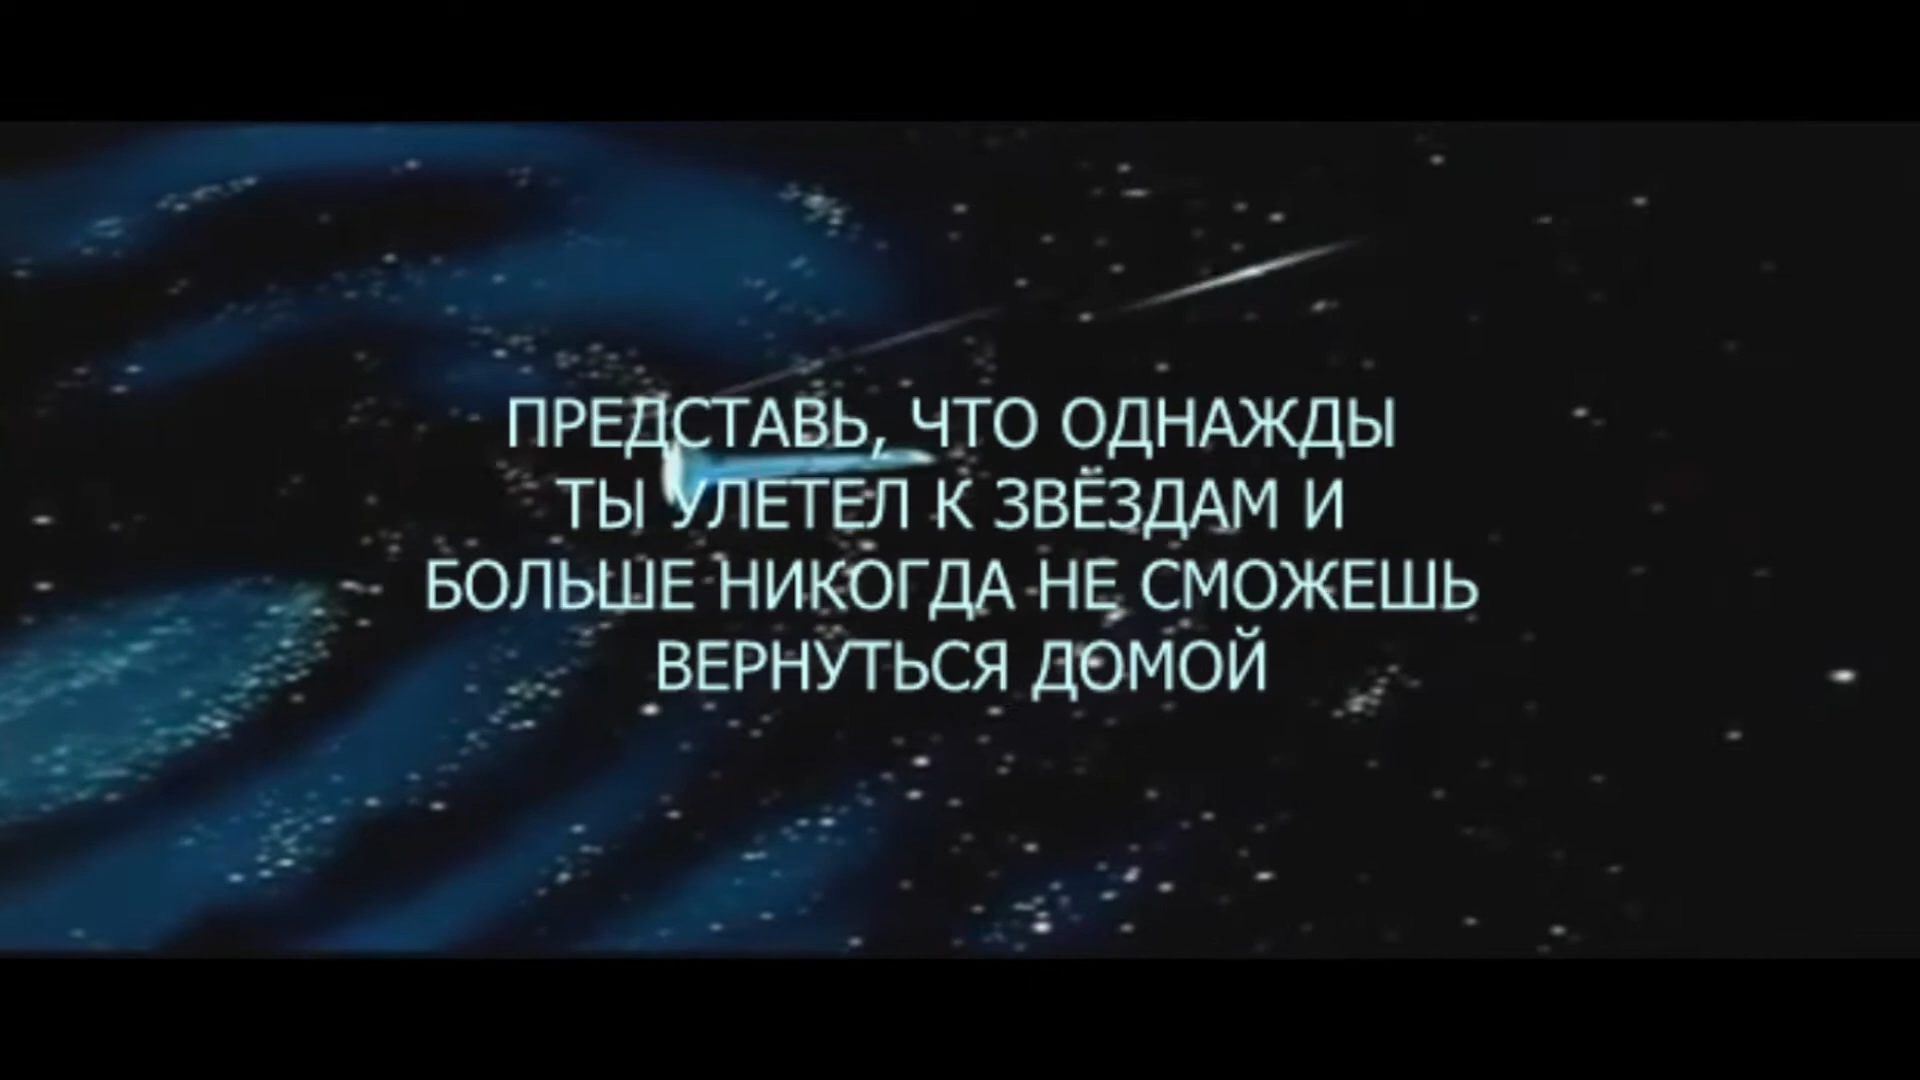 ПРЕДСТАВЬ, ЧТО ОДНАЖДЫ
ТЫ УЛЕТЕЛ К ЗВЁЗДАМ И
БОЛЬШЕ НИКОГДА НЕ СМОЖЕШЬ
ВЕРНУТЬСЯ ДОМОЙ